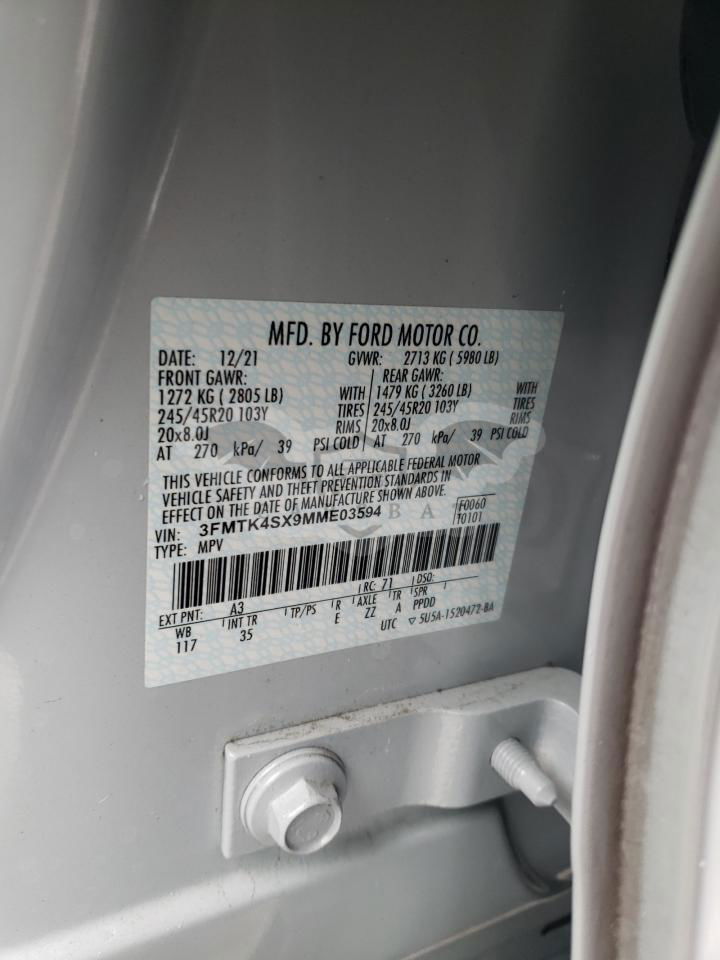 MFD. BY FORD MOTOR CO.
DATE: 12/21 GVWR: 2713 KG ( 5980 LB)
FRONT GAWR: REAR GAWR:
1272 KG ( 2805 LB) WITH 1479 KG ( 3260 LB) WITH
245/45R20 103Y TIRES 245/45R20 103Y TIRES
20x8.0J RIMS 20x8.0J RIMS
AT 270 kPa/ 39 PSI COLD AT 270 kPa/ 39 PSI COLD
THIS VEHICLE CONFORMS TO ALL APPLICABLE FEDERAL MOTOR
VEHICLE SAFETY AND THEFT PREVENTION STANDARDS IN
EFFECT ON THE DATE OF MANUFACTURE SHOWN ABOVE.
VIN: 3FMTK4SX9MME03594 F0060
TYPE: MPV T0101
EXT PNT: A3 RC: 71 DSO:
WB INT TR TP/PS R AXLE TR SPR
117 35 E ZZ A PPDD
UTC ▽ 5U5A-1520472-BA